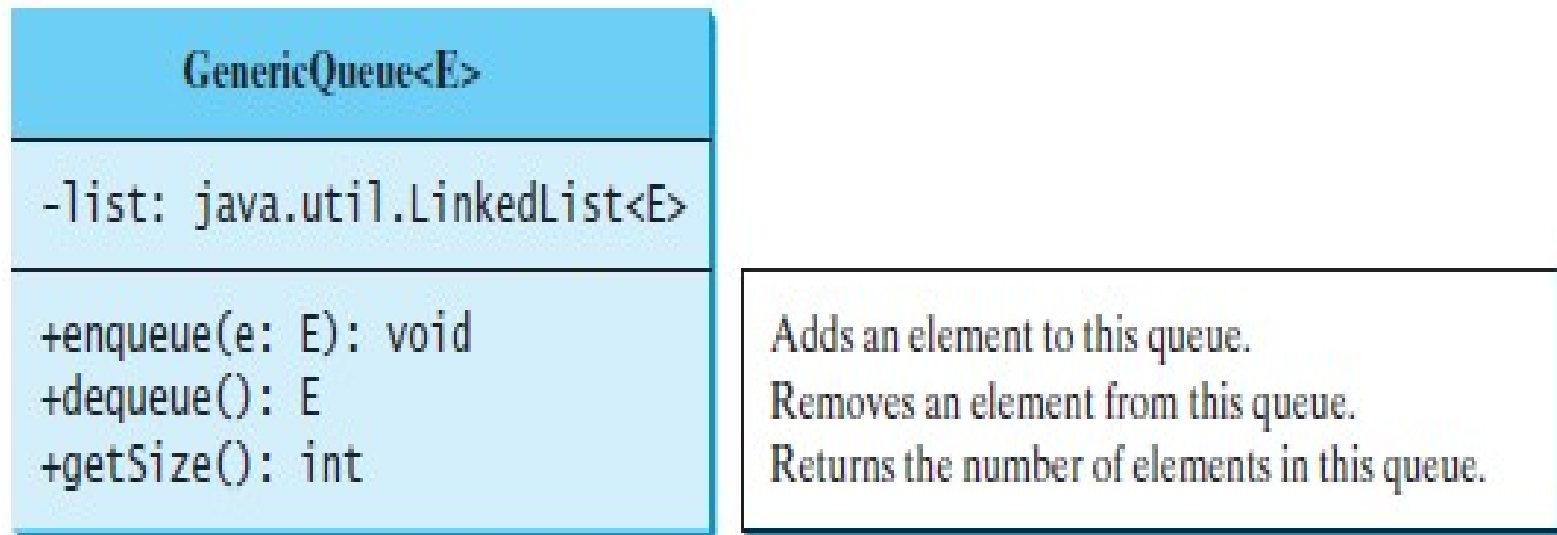 GenericQueue<E>
-list: java.util.LinkedList<E>
+enqueue(e: E): void
+dequeue(): E
+getSize(): int
Adds an element to this queue.
Removes an element from this queue.
Returns the number of elements in this queue.